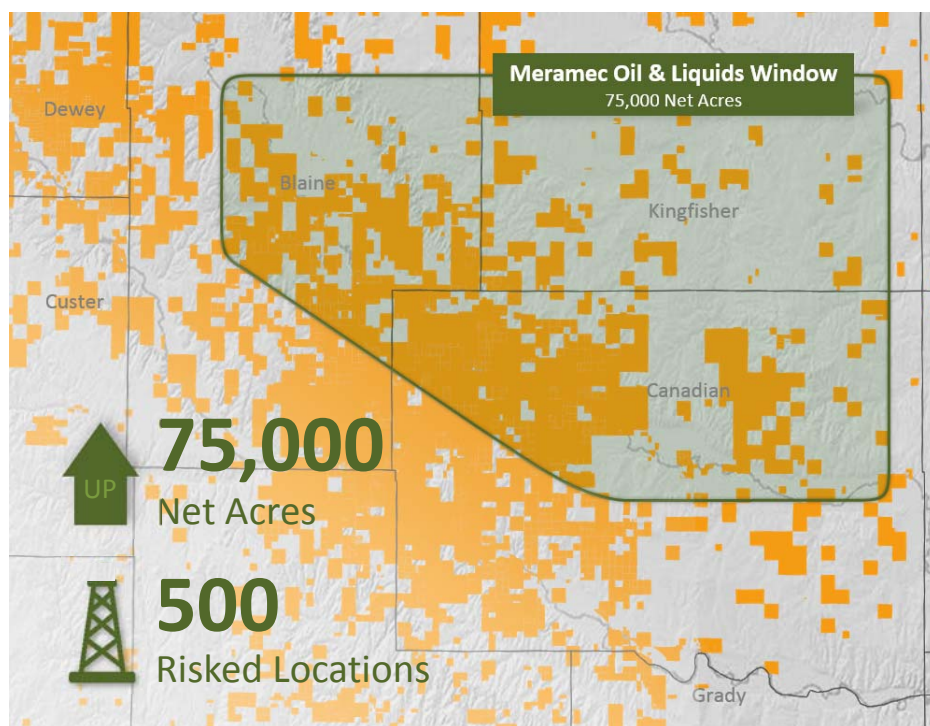 Meramec Oil & Liquids Window
75,000 Net Acres
Dewey
Blaine
Kingfisher
Custer
Canadian
75,000
UP
Net Acres
500
Risked Locations
Grady